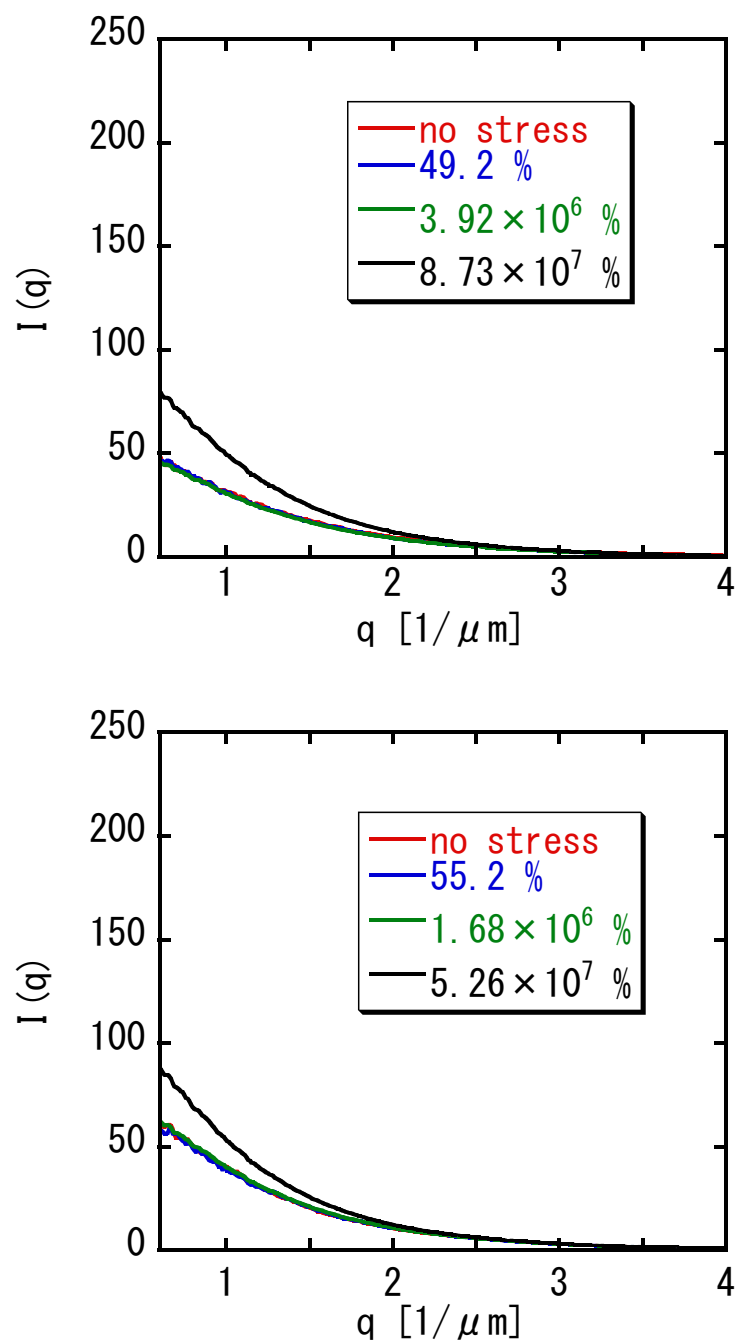 250
200
150
100
50
0
I(q)
no stress
49.2 %
3.92×10⁶ %
8.73×10⁷ %
1 2 3 4
q [1/μm]
250
200
150
100
50
0
I(q)
no stress
55.2 %
1.68×10⁶ %
5.26×10⁷ %
1 2 3 4
q [1/μm]